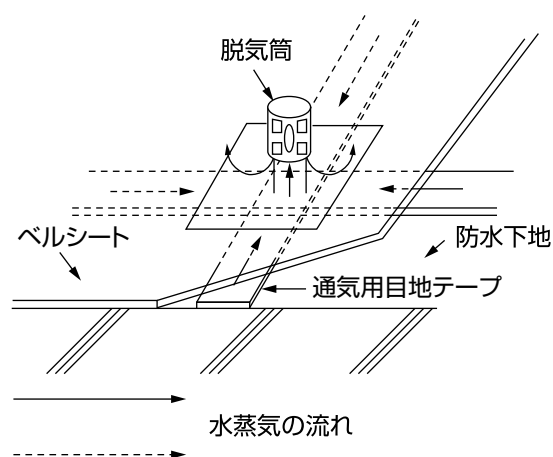 脱気筒
ベルシート
防水下地
通気用目地テープ
水蒸気の流れ